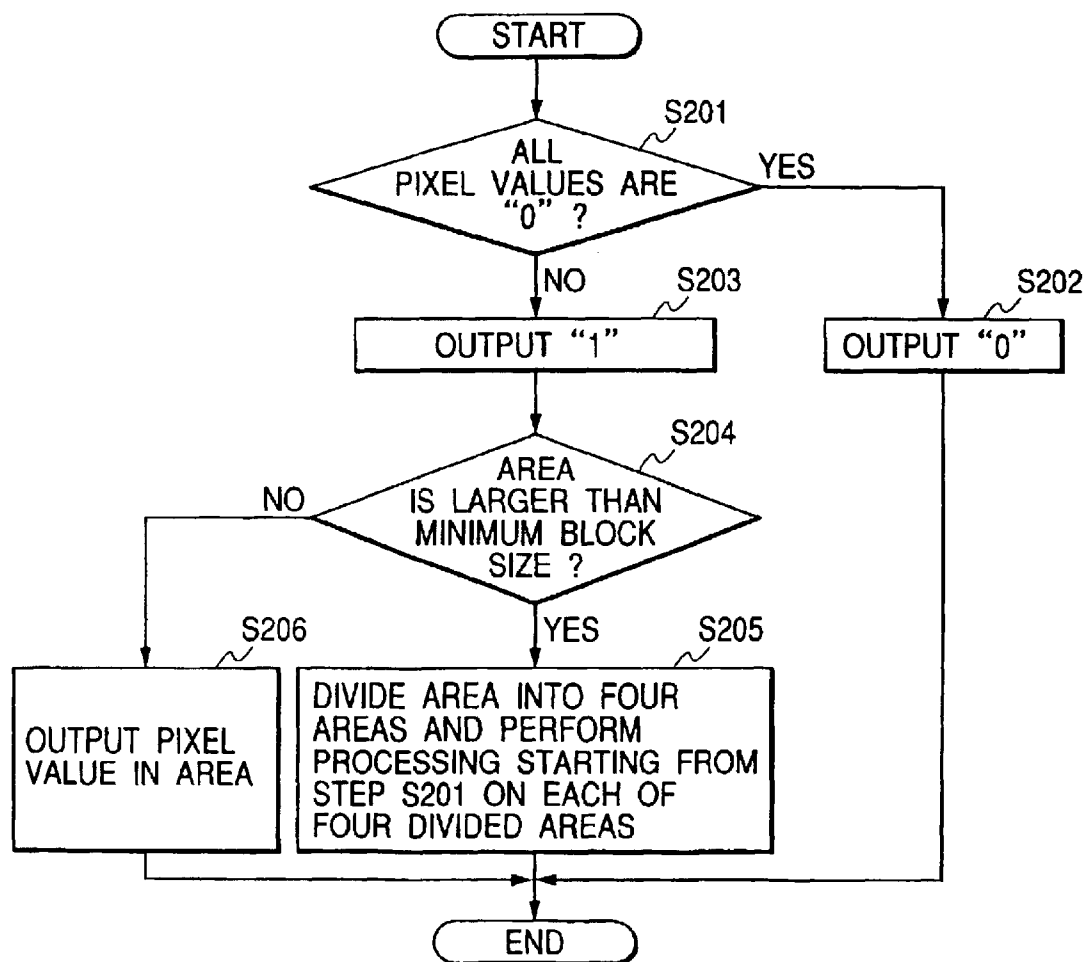 START
S201
ALL
PIXEL VALUES ARE
“0” ?
YES
NO
S203
S202
OUTPUT “1”
OUTPUT “0”
S204
AREA
IS LARGER THAN
MINIMUM BLOCK
SIZE ?
NO
YES
S206
S205
OUTPUT PIXEL
VALUE IN AREA
DIVIDE AREA INTO FOUR
AREAS AND PERFORM
PROCESSING STARTING FROM
STEP S201 ON EACH OF
FOUR DIVIDED AREAS
END